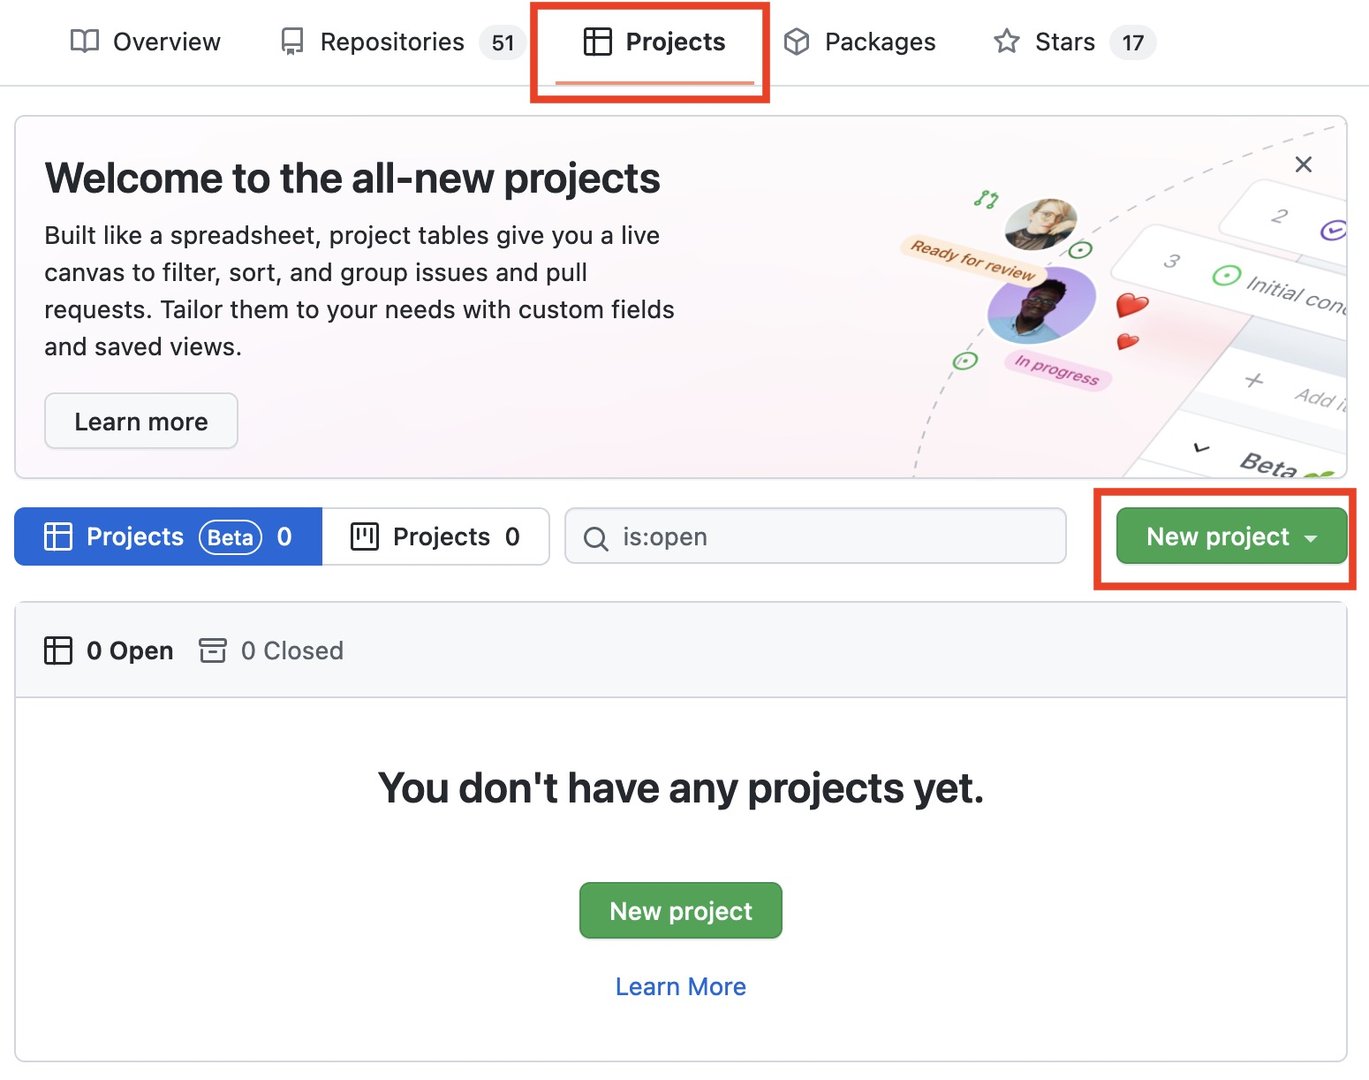 Overview Repositories 51 Projects Packages Stars 17
Welcome to the all-new projects
Built like a spreadsheet, project tables give you a live
canvas to filter, sort, and group issues and pull
requests. Tailor them to your needs with custom fields
and saved views.
Learn more
Ready for review
In progress
2
3 Initial
Add
Beta
Projects Beta 0 Projects 0 is:open New project
0 Open 0 Closed
You don't have any projects yet.
New project
Learn More